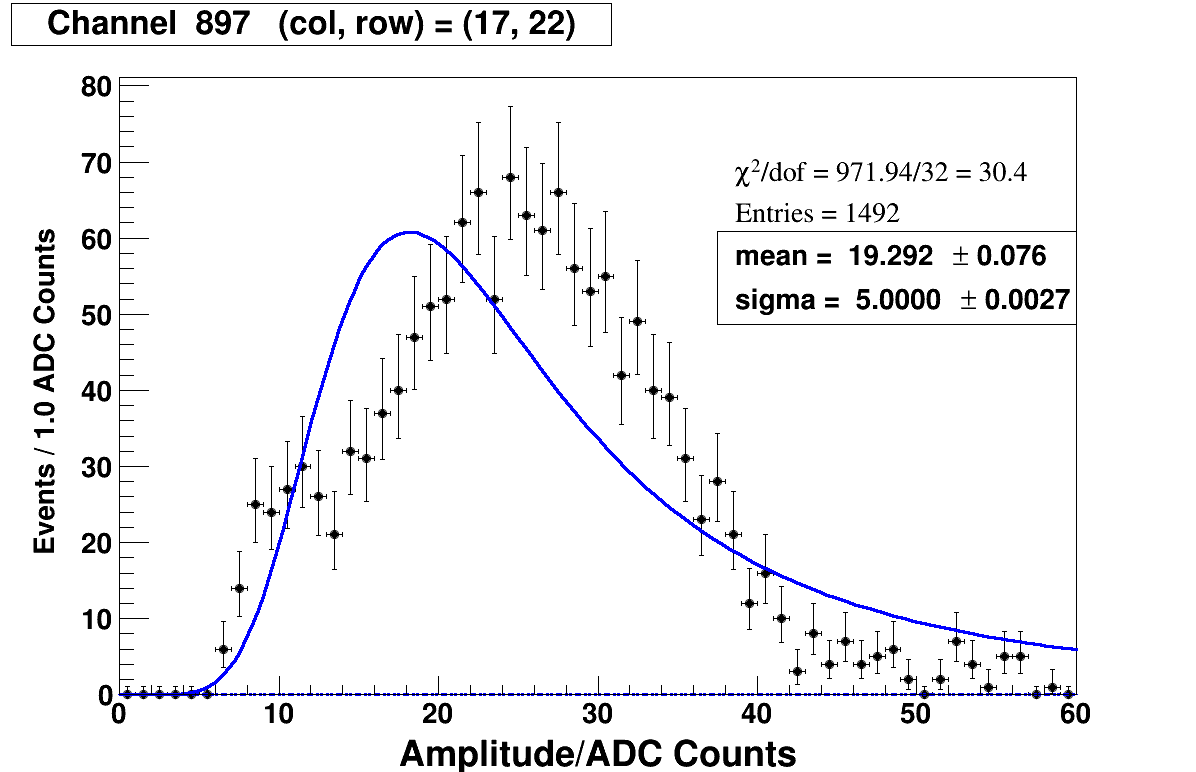 Channel 897 (col, row) = (17, 22)
80
70
60
50
40
30
20
10
0
Events / 1.0 ADC Counts
χ²/dof = 971.94/32 = 30.4
Entries = 1492
mean = 19.292 ± 0.076
sigma = 5.0000 ± 0.0027
0 10 20 30 40 50 60
Amplitude/ADC Counts